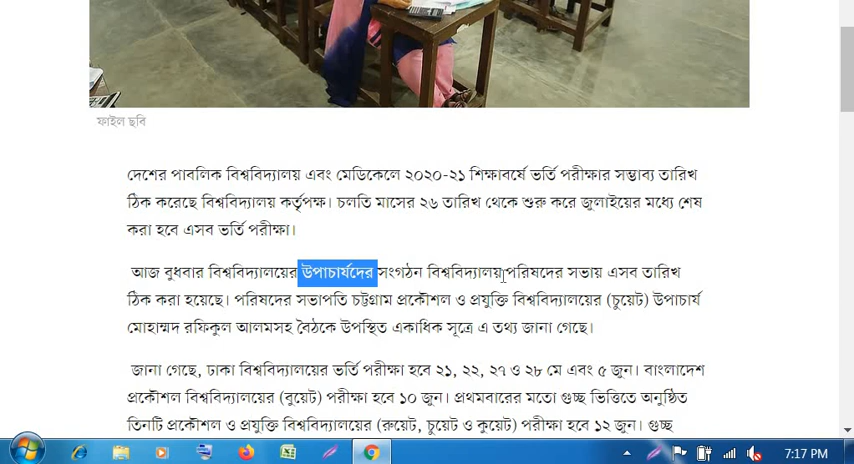 ফাইল ছবি
দেশের পাবলিক বিশ্ববিদ্যালয় এবং মেডিকেলে ২০২০-২১ শিক্ষাবর্ষে ভর্তি পরীক্ষার সম্ভাব্য তারিখ
ঠিক করেছে বিশ্ববিদ্যালয় কর্তৃপক্ষ। চলতি মাসের ২৬ তারিখ থেকে শুরু করে জুলাইয়ের মধ্যে শেষ
করা হবে এসব ভর্তি পরীক্ষা।
আজ বুধবার বিশ্ববিদ্যালয়ের উপাচার্যদের সংগঠন বিশ্ববিদ্যালয় পরিষদের সভায় এসব তারিখ
ঠিক করা হয়েছে। পরিষদের সভাপতি চট্টগ্রাম প্রকৌশল ও প্রযুক্তি বিশ্ববিদ্যালয়ের (চুয়েট) উপাচার্য
মোহাম্মদ রফিকুল আলমসহ বৈঠকে উপস্থিত একাধিক সূত্রে এ তথ্য জানা গেছে।
জানা গেছে, ঢাকা বিশ্ববিদ্যালয়ের ভর্তি পরীক্ষা হবে ২১, ২২, ২৭ ও ২৮ মে এবং ৫ জুন। বাংলাদেশ
প্রকৌশল বিশ্ববিদ্যালয়ের (বুয়েট) পরীক্ষা হবে ১০ জুন। প্রথমবারের মতো গুচ্ছ ভিত্তিতে অনুষ্ঠিত
তিনটি প্রকৌশল ও প্রযুক্তি বিশ্ববিদ্যালয়ের (রুয়েট, চুয়েট ও কুয়েট) পরীক্ষা হবে ১২ জুন। গুচ্ছ
7:17 PM